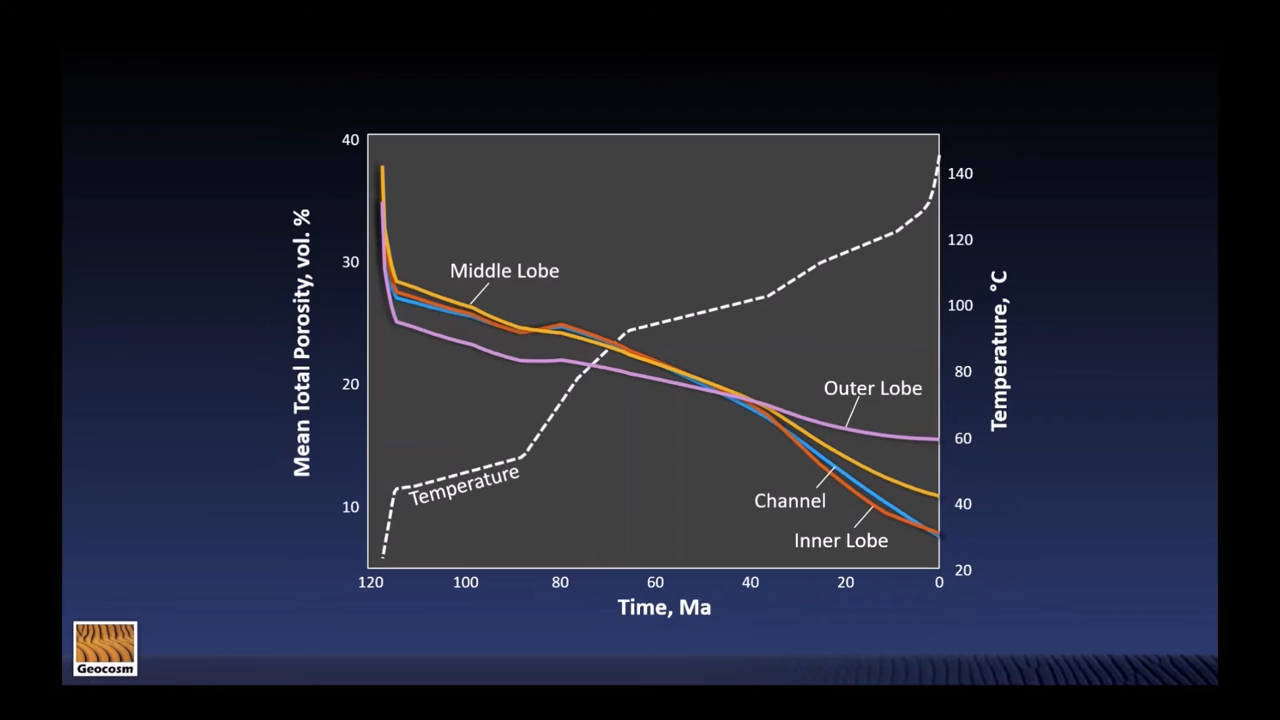 40
30
20
10
Mean Total Porosity, vol. %
Middle Lobe
Outer Lobe
Temperature
Channel
Inner Lobe
140
120
100
80
60
40
20
Temperature, °C
120 100 80 60 40 20 0
Time, Ma
Geocosm